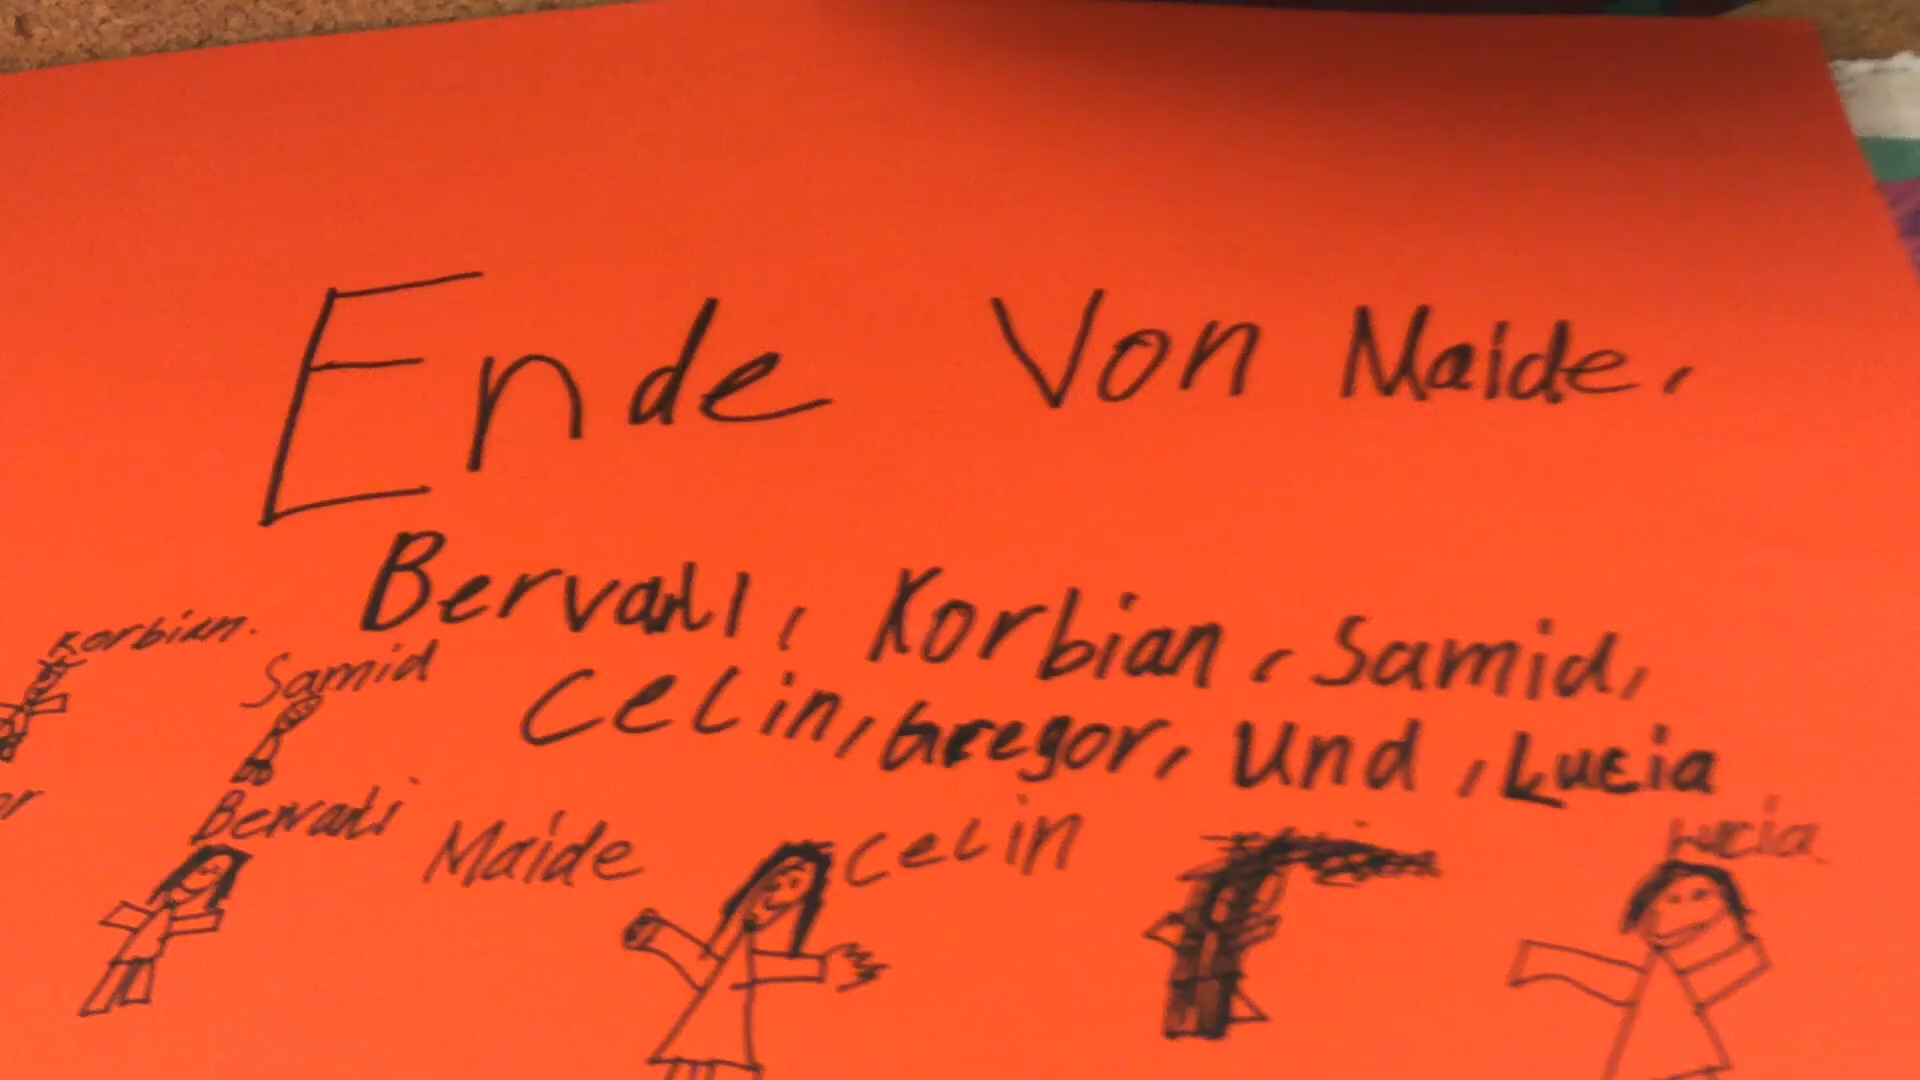 Ende Von Maide,
Bervali, Korbian, Samid,
Celin, Gregor, Und, Lucia
Korbian.
Samid
Bervali
Maide
Celin
Lucia